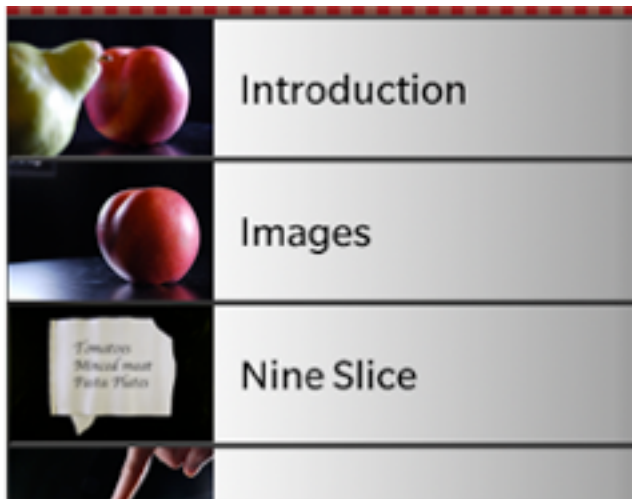 Introduction
Images
Tomatoes
Minced meat
Pasta Plates
Nine Slice